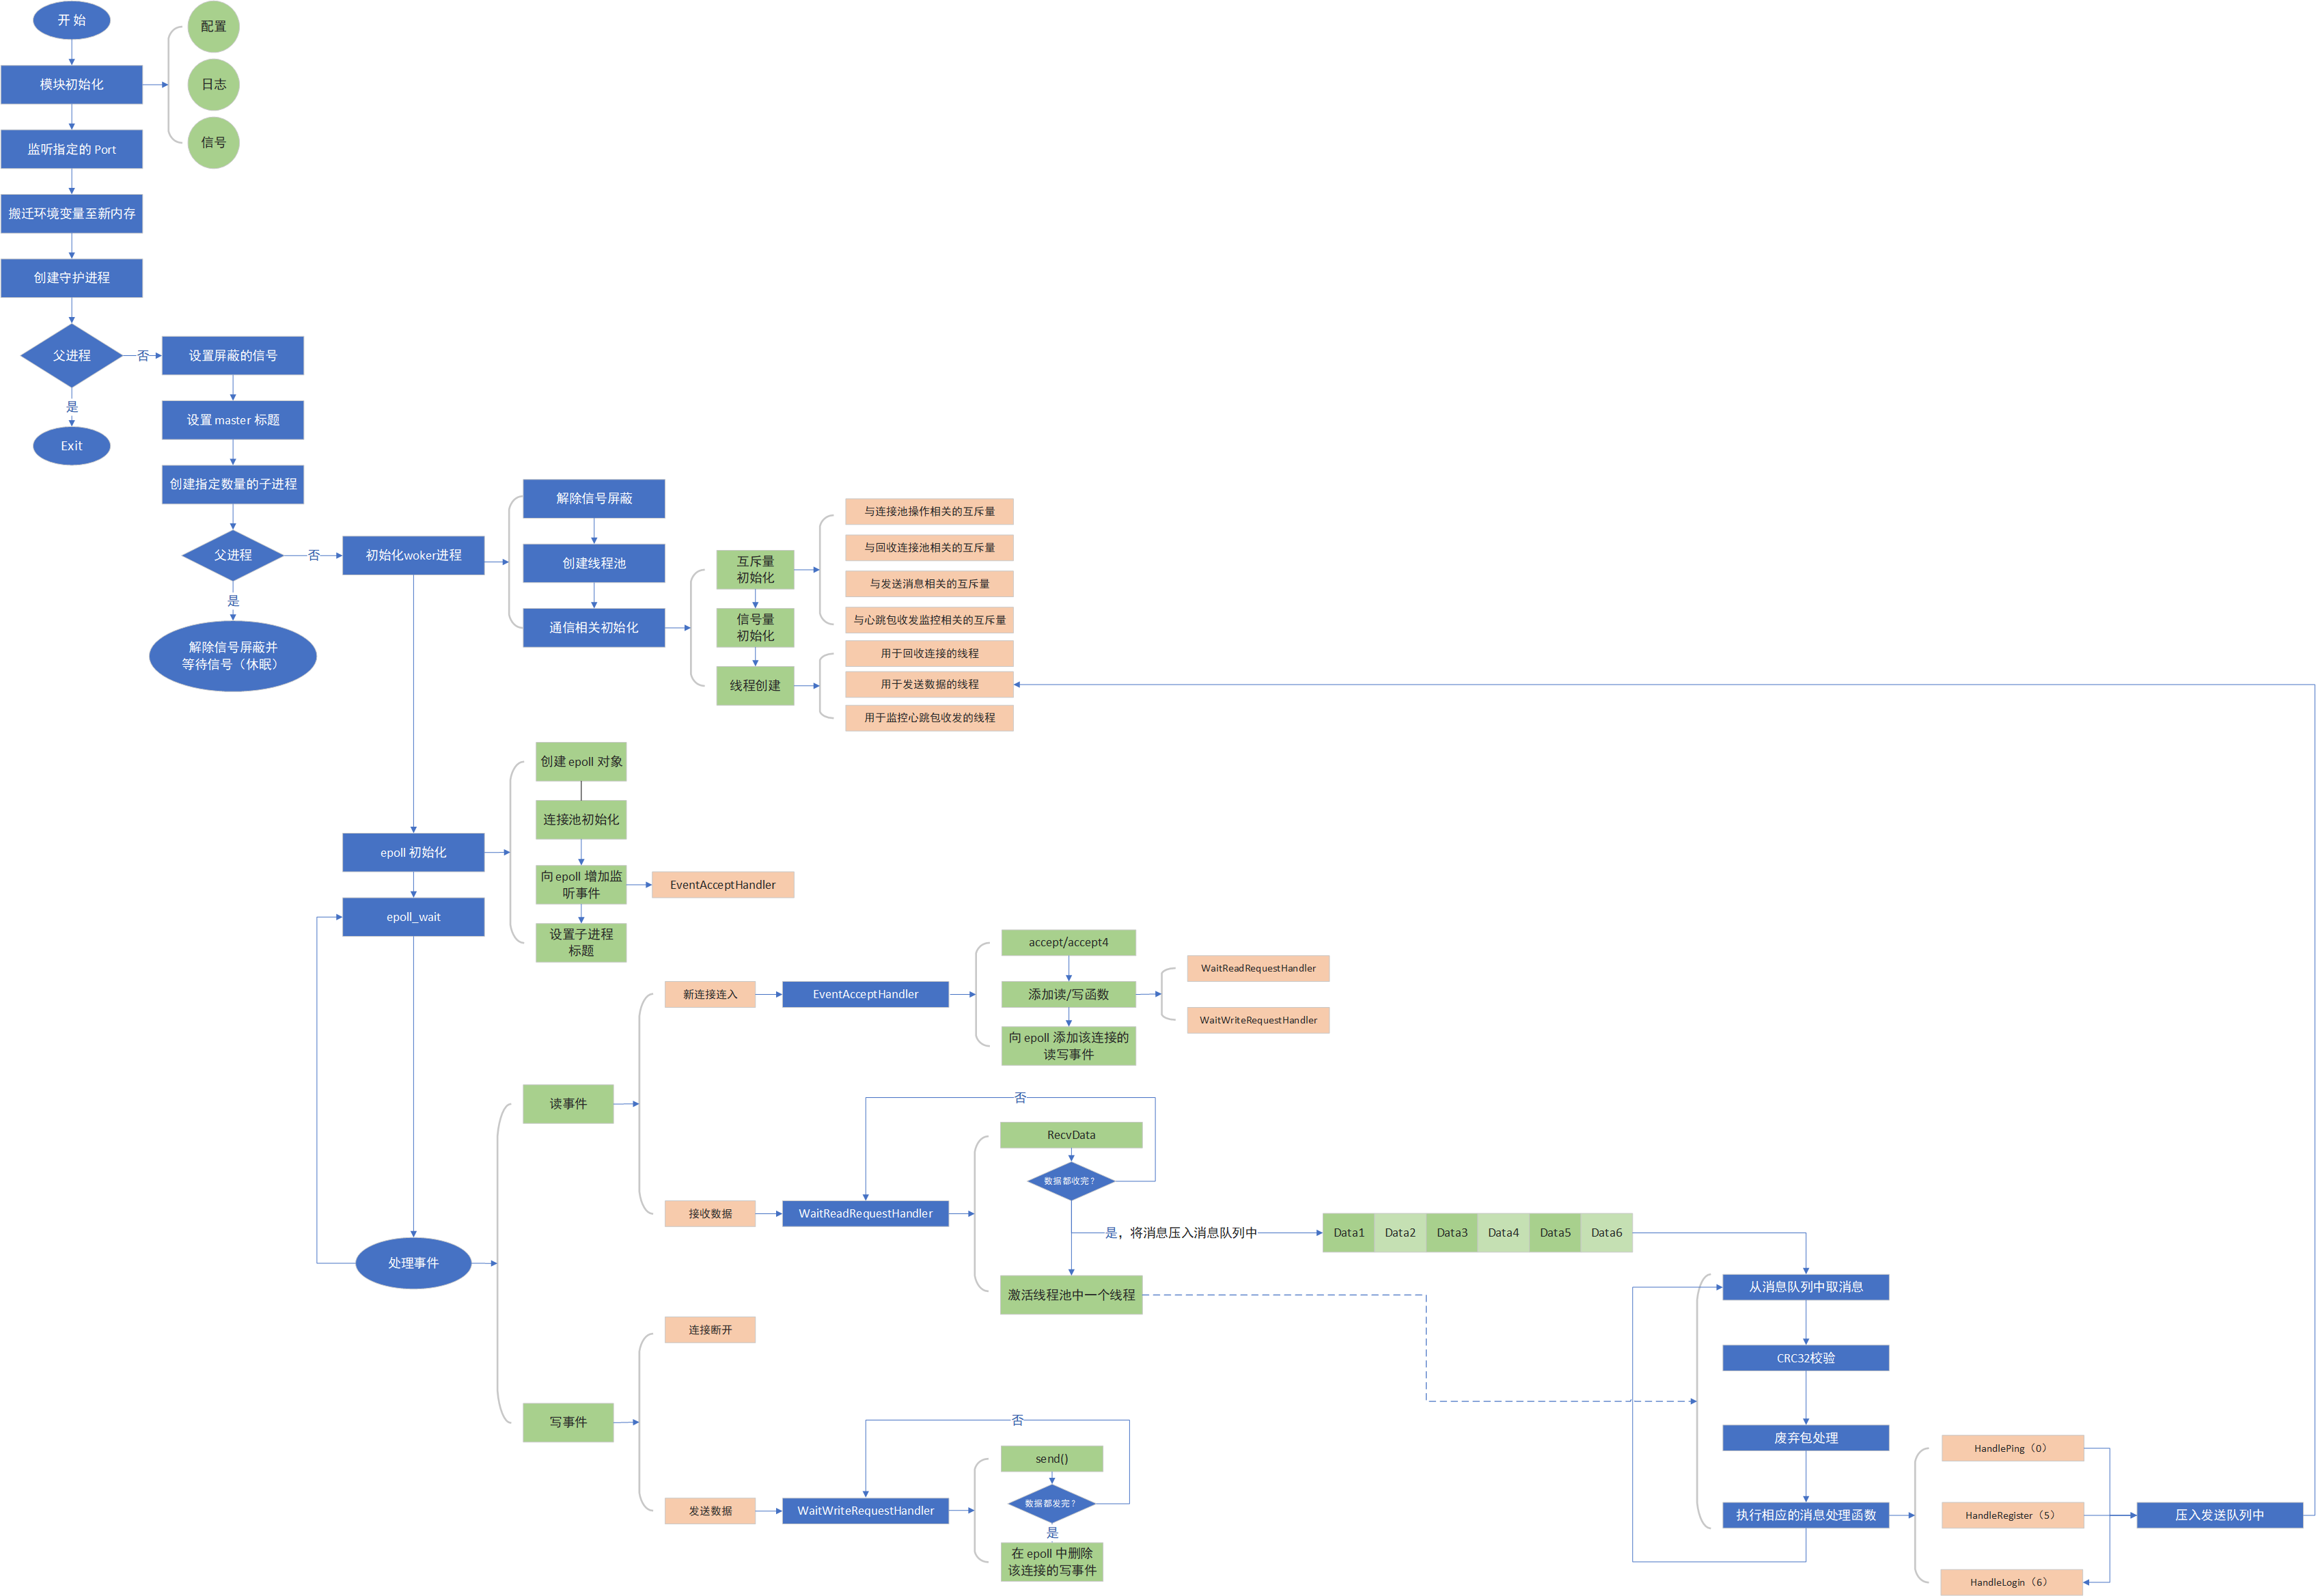 开 始
配置
模块初始化
日志
信号
监听指定的 Port
搬迁环境变量至新内存
创建守护进程
父进程
否
设置屏蔽的信号
是
Exit
设置 master 标题
创建指定数量的子进程
父进程
否
初始化woker进程
是
解除信号屏蔽并
等待信号（休眠）
解除信号屏蔽
创建线程池
通信相关初始化
互斥量
初始化
信号量
初始化
线程创建
与连接池操作相关的互斥量
与回收连接池相关的互斥量
与发送消息相关的互斥量
与心跳包收发监控相关的互斥量
用于回收连接的线程
用于发送数据的线程
用于监控心跳包收发的线程
epoll 初始化
创建 epoll 对象
连接池初始化
向 epoll 增加监
听事件
EventAcceptHandler
设置子进程
标题
epoll_wait
处理事件
读事件
新连接连入
EventAcceptHandler
accept/accept4
添加读/写函数
WaitReadRequestHandler
WaitWriteRequestHandler
向 epoll 添加该连接的
读写事件
接收数据
WaitReadRequestHandler
否
RecvData
数据都收完？
是，将消息压入消息队列中
激活线程池中一个线程
Data1
Data2
Data3
Data4
Data5
Data6
从消息队列中取消息
CRC32校验
废弃包处理
执行相应的消息处理函数
HandlePing（0）
HandleRegister（5）
HandleLogin（6）
压入发送队列中
写事件
连接断开
发送数据
WaitWriteRequestHandler
否
send()
数据都发完？
是
在 epoll 中删除
该连接的写事件